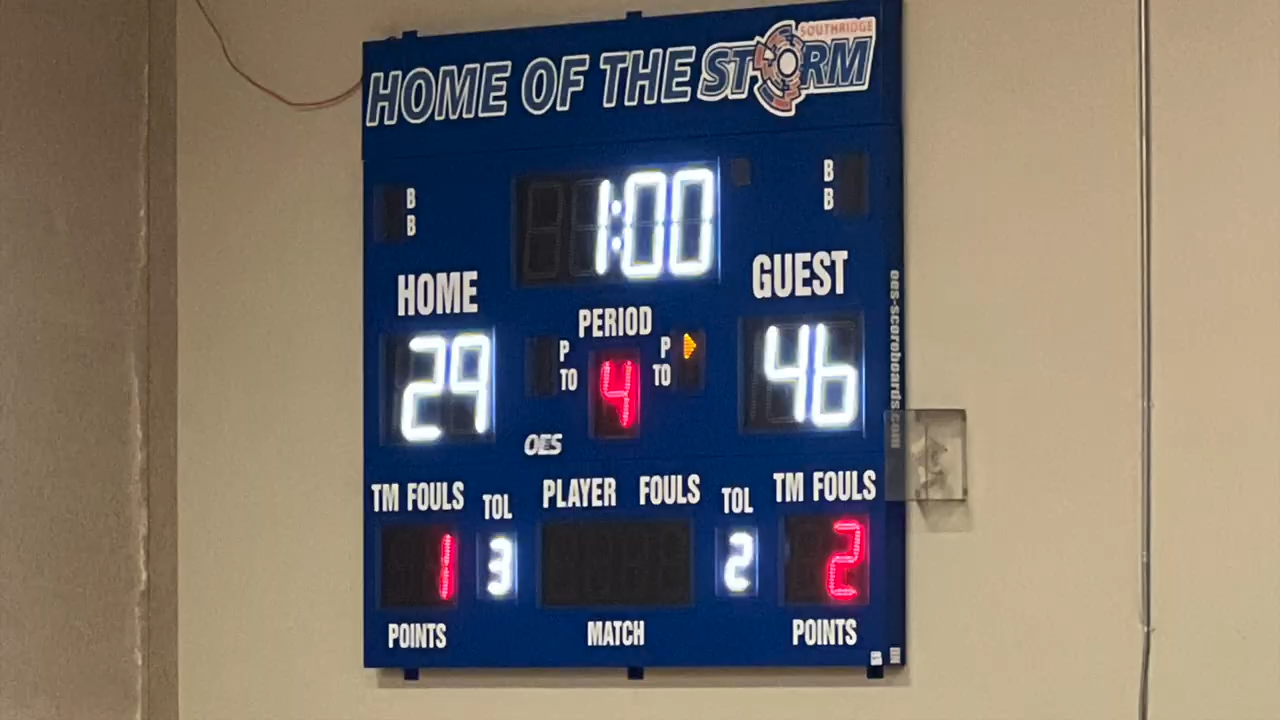 SOUTHRIDGE
HOME OF THE STORM
B
B
1:00
B
B
HOME
GUEST
PERIOD
29
P
TO
4
P
TO
46
OES
oes-scoreboards.com
TM FOULS
TOL
PLAYER FOULS
TOL
TM FOULS
1
3
2
2
POINTS
MATCH
POINTS